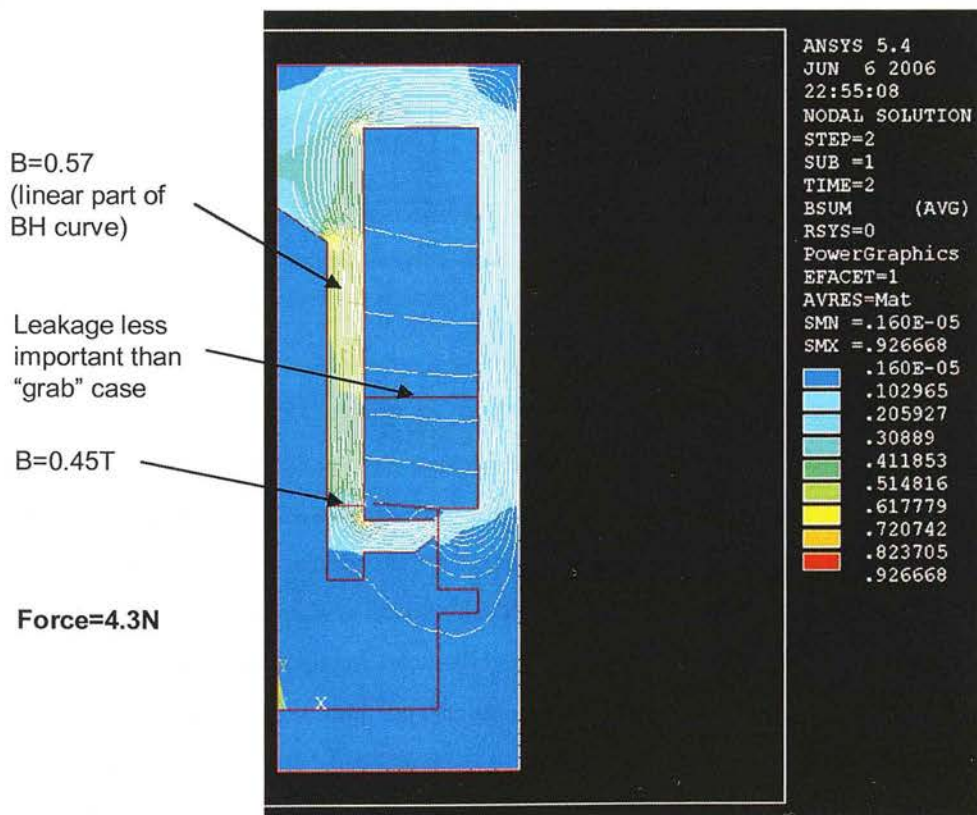 B=0.57
(linear part of
BH curve)
Leakage less
important than
“grab” case
B=0.45T
Force=4.3N
Y
X
ANSYS 5.4
JUN 6 2006
22:55:08
NODAL SOLUTION
STEP=2
SUB =1
TIME=2
BSUM (AVG)
RSYS=0
PowerGraphics
EFACET=1
AVRES=Mat
SMN =.160E-05
SMX =.926668
.160E-05
.102965
.205927
.30889
.411853
.514816
.617779
.720742
.823705
.926668